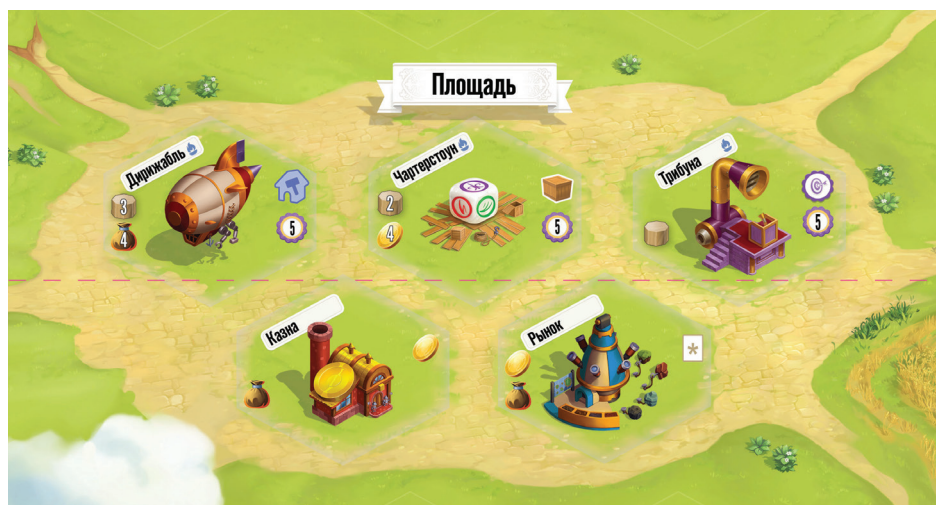 Площадь
Дирижабль
3
4
5
Чартерстоун
2
4
5
Трибуна
5
Казна
Рынок
*